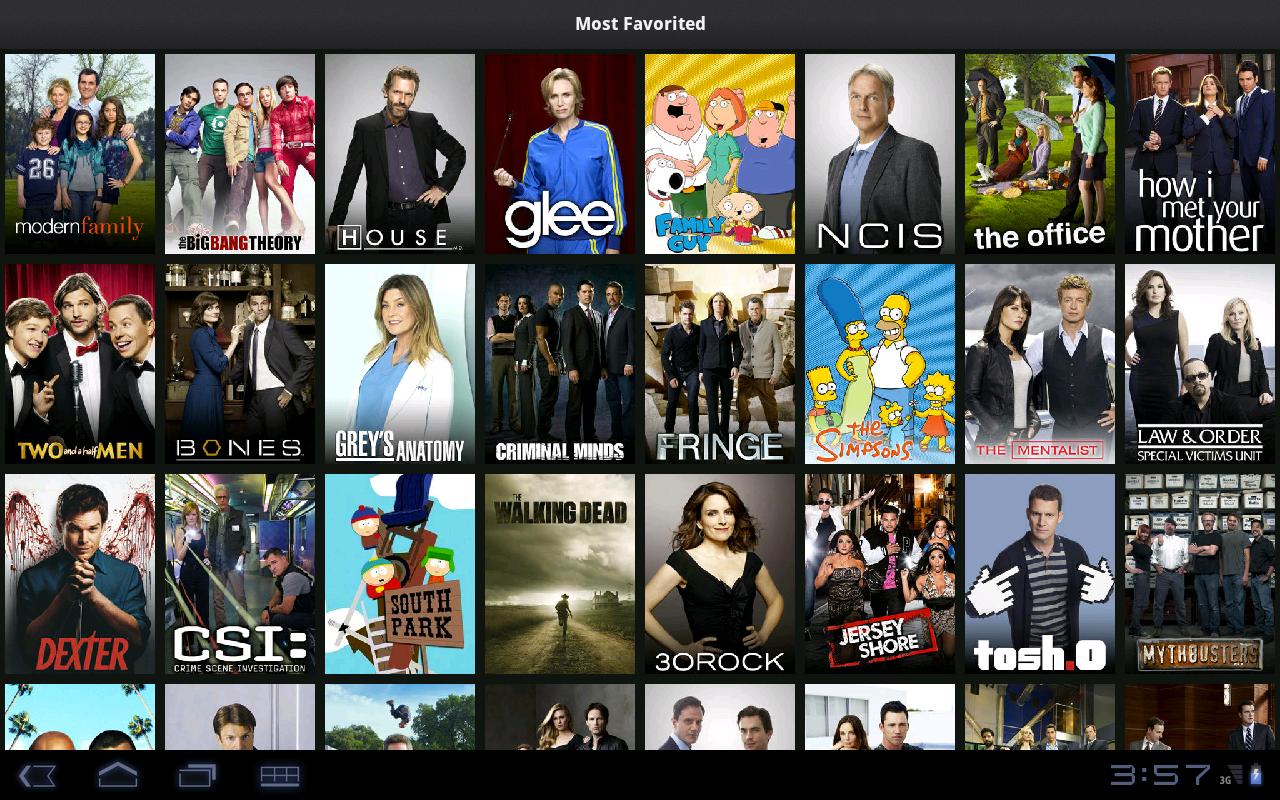 Most Favorited
26
modernfamily
the BIG BANG THEORY
HOUSE M.D.
glee
FAMILY GUY
NCIS
the office
how i
met your
mother
TWO and a half MEN
BONES
GREY'S ANATOMY
CRIMINAL MINDS
FRINGE
the
SIMPSONS
THE MENTALIST
LAW & ORDER
SPECIAL VICTIMS UNIT
DEXTER
CSI:
CRIME SCENE INVESTIGATION
SOUTH
PARK
THE
WALKING DEAD
30ROCK
JERSEY
SHORE
tosh.0
MYTHBUSTERS
3:57
3G